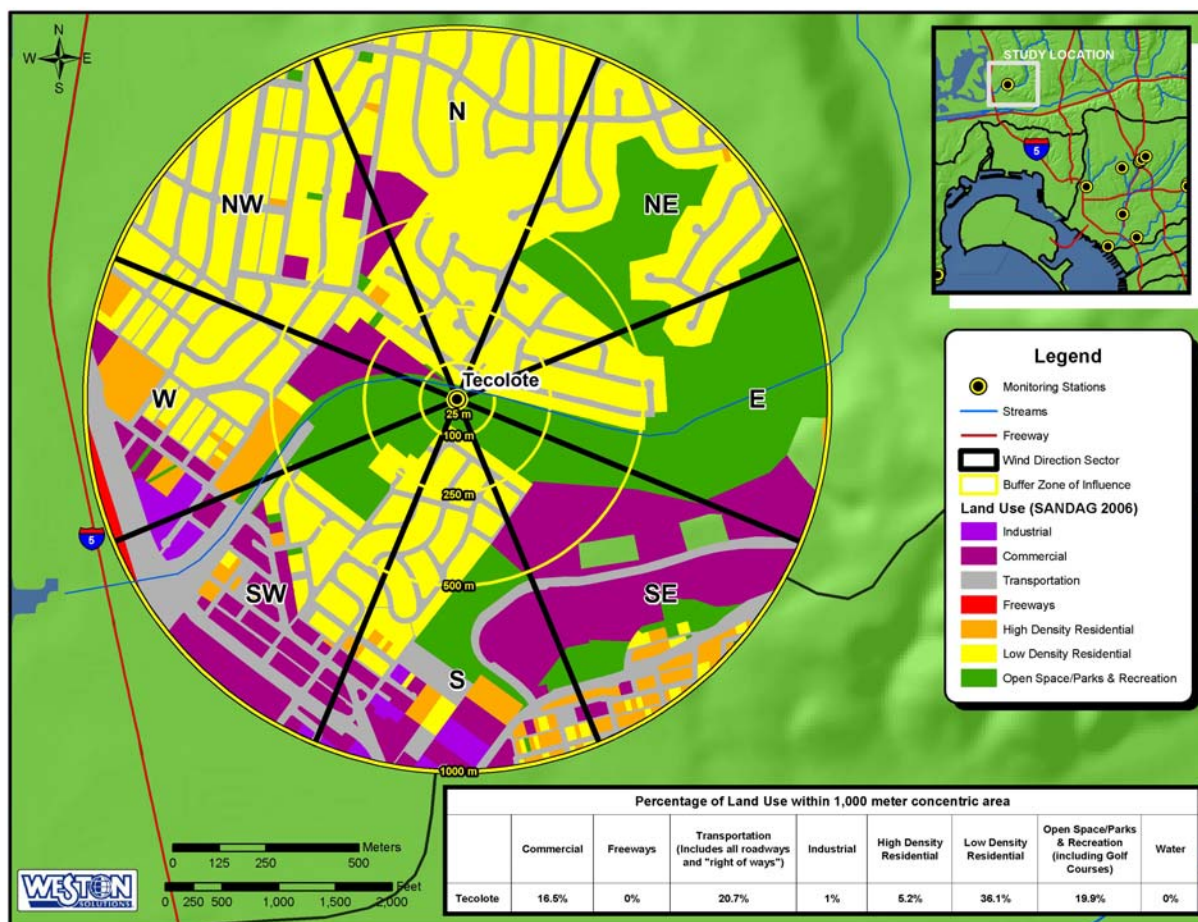 N
W E
S
STUDY LOCATION
5
N
NW
NE
Tecolote
W
E
25 m
100 m
250 m
5
500 m
SW
SE
S
1000 m
Legend
Monitoring Stations
Streams
Freeway
Wind Direction Sector
Buffer Zone of Influence
Land Use (SANDAG 2006)
Industrial
Commercial
Transportation
Freeways
High Density Residential
Low Density Residential
Open Space/Parks & Recreation
Meters
0 125 250 500
Feet
0 250 500 1,000 1,500 2,000
WESTON
SOLUTIONS
Percentage of Land Use within 1,000 meter concentric area
Commercial Freeways Transportation (Includes all roadways and "right of ways") Industrial High Density Residential Low Density Residential Open Space/Parks & Recreation (including Golf Courses) Water
Tecolote 16.5% 0% 20.7% 1% 5.2% 36.1% 19.9% 0%